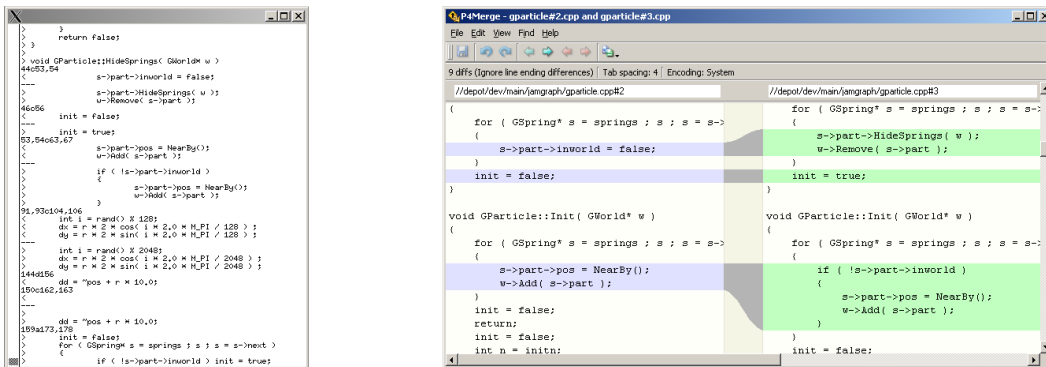 X
>         }
>         return false;
> }
>
> void GParticle::HideSprings( GWorld* w )
44c53,54
<                 s->part->inworld = false;
---
>                 s->part->HideSprings( w );
>                 w->Remove( s->part );
46c56
<         init = false;
---
>         init = true;
53,54c63,67
<                 s->part->pos = NearBy();
<                 w->Add( s->part );
---
>                 if ( !s->part->inworld )
>                 {
>                         s->part->pos = NearBy();
>                         w->Add( s->part );
>                 }
91,93c104,106
<         int i = rand() % 128;
<         dx = r * 2 * cos( i * 2.0 * M_PI / 128 ) ;
<         dy = r * 2 * sin( i * 2.0 * M_PI / 128 ) ;
---
>         int i = rand() % 2048;
>         dx = r * 2 * cos( i * 2.0 * M_PI / 2048 ) ;
>         dy = r * 2 * sin( i * 2.0 * M_PI / 2048 ) ;
144d156
<         dd = ~pos + r * 10.0;
150c162,163
<
---
>
>         dd = ~pos + r * 10.0;
159a173,178
>         init = false;
>         for ( GSpring* s = springs ; s ; s = s->next )
>         {
>                 if ( !s->part->inworld ) init = true;
P4Merge - gparticle#2.cpp and gparticle#3.cpp
File Edit View Find Help
9 diffs (Ignore line ending differences) Tab spacing: 4 Encoding: System
//depot/dev/main/jamgraph/gparticle.cpp#2
{
    for ( GSpring* s = springs ; s ; s = s->
    {
        s->part->inworld = false;
    }
    init = false;
}
void GParticle::Init( GWorld* w )
{
    for ( GSpring* s = springs ; s ; s = s->
    {
        s->part->pos = NearBy();
        w->Add( s->part );
    }
    init = false;
    return;
    init = false;
    int n = initn;
//depot/dev/main/jamgraph/gparticle.cpp#3
    for ( GSpring* s = springs ; s ; s = s->
    {
        s->part->HideSprings( w );
        w->Remove( s->part );
    }
    init = true;
}
void GParticle::Init( GWorld* w )
{
    for ( GSpring* s = springs ; s ; s = s->
    {
        if ( !s->part->inworld )
        {
            s->part->pos = NearBy();
            w->Add( s->part );
        }
    }
    init = false;